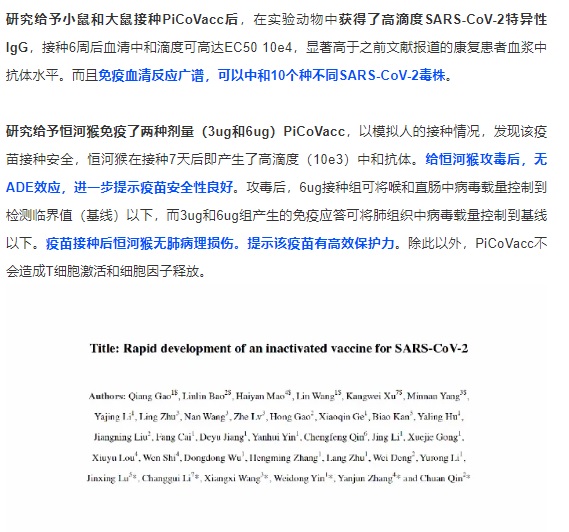 研究给予小鼠和大鼠接种PiCoVacc后，在实验动物中获得了高滴度SARS-CoV-2特异性
IgG，接种6周后血清中和滴度可高达EC50 10e4，显著高于之前文献报道的康复患者血浆中
抗体水平。而且免疫血清反应广谱，可以中和10个种不同SARS-CoV-2毒株。
研究给予恒河猴免疫了两种剂量（3ug和6ug）PiCoVacc，以模拟人的接种情况，发现该疫
苗接种安全，恒河猴在接种7天后即产生了高滴度（10e3）中和抗体。给恒河猴攻毒后，无
ADE效应，进一步提示疫苗安全性良好。攻毒后，6ug接种组可将喉和直肠中病毒载量控制到
检测临界值（基线）以下，而3ug和6ug组产生的免疫应答可将肺组织中病毒载量控制到基线
以下。疫苗接种后恒河猴无肺病理损伤。提示该疫苗有高效保护力。除此以外，PiCoVacc不
会造成T细胞激活和细胞因子释放。
Title: Rapid development of an inactivated vaccine for SARS-CoV-2
Authors: Qiang Gao1$, Linlin Bao2$, Haiyan Mao4$, Lin Wang1$, Kangwei Xu7$, Minnan Yang3$,
Yajing Li1, Ling Zhu3, Nan Wang3, Zhe Lv3, Hong Gao2, Xiaoqin Ge1, Biao Kan5, Yaling Hu1,
Jiangning Liu2, Fang Cai1, Deyu Jiang1, Yanhui Yin1, Chengfeng Qin6, Jing Li1, Xuejie Gong1,
Xiuyu Lou4, Wen Shi4, Dongdong Wu1, Hengming Zhang1, Lang Zhu1, Wei Deng2, Yurong Li1,
Jinxing Lu5*, Changgui Li7*, Xiangxi Wang3*, Weidong Yin1*, Yanjun Zhang4* and Chuan Qin2*